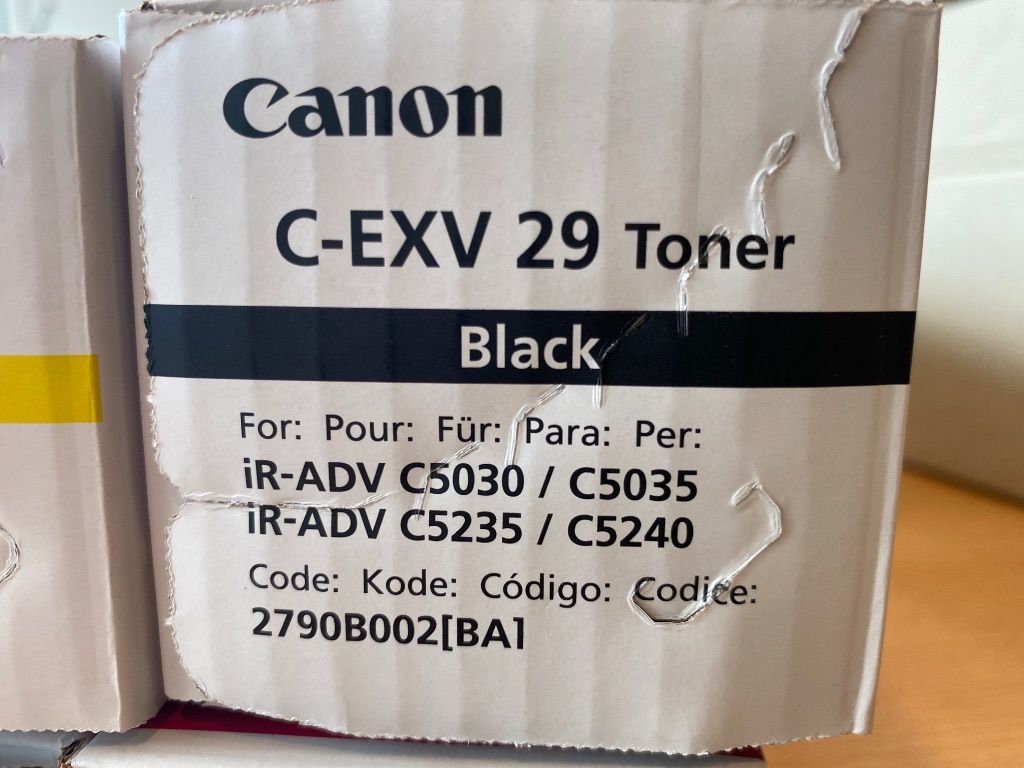 Canon
C-EXV 29 Toner
Black
For: Pour: Für: Para: Per:
iR-ADV C5030 / C5035
iR-ADV C5235 / C5240
Code: Kode: Código: Codice:
2790B002[BA]